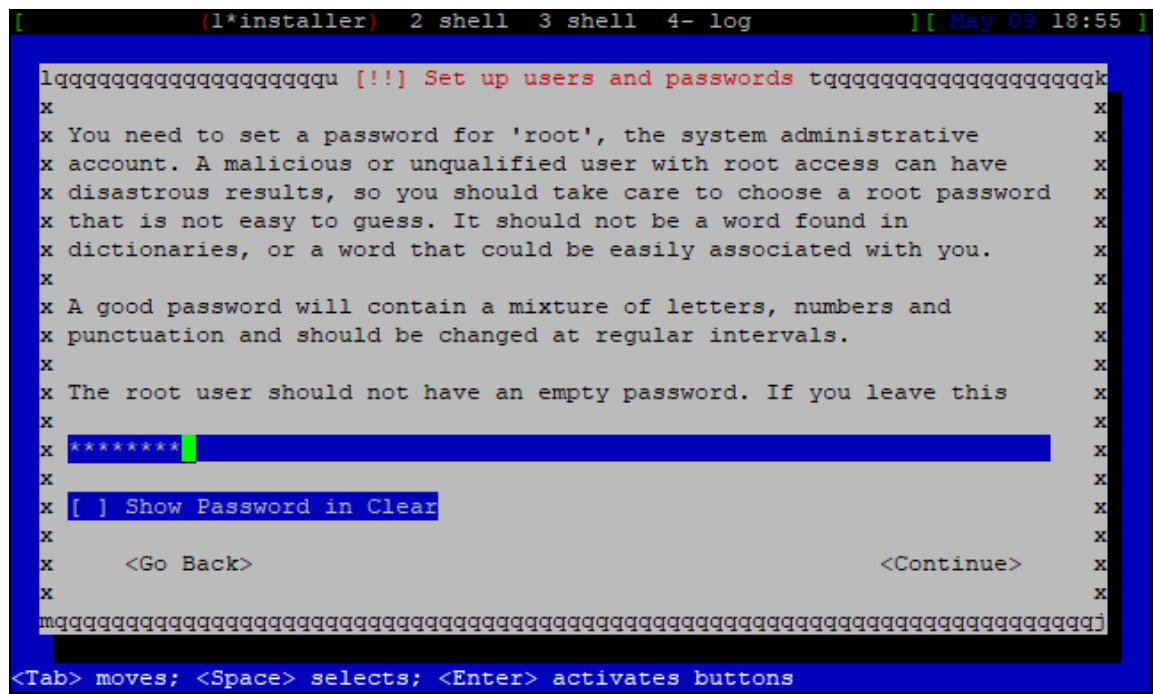 [ (1*installer) 2 shell 3 shell 4- log ][ May 09 18:55 ]
lqqqqqqqqqqqqqqqqqqqu [!!] Set up users and passwords tqqqqqqqqqqqqqqqqqqqk
x x
x You need to set a password for 'root', the system administrative x
x account. A malicious or unqualified user with root access can have x
x disastrous results, so you should take care to choose a root password x
x that is not easy to guess. It should not be a word found in x
x dictionaries, or a word that could be easily associated with you. x
x x
x A good password will contain a mixture of letters, numbers and x
x punctuation and should be changed at regular intervals. x
x x
x The root user should not have an empty password. If you leave this x
x x
x ******** x
x x
x [ ] Show Password in Clear x
x x
x <Go Back> <Continue> x
x x
mqqqqqqqqqqqqqqqqqqqqqqqqqqqqqqqqqqqqqqqqqqqqqqqqqqqqqqqqqqqqqqqqqqqqqqqqqj
<Tab> moves; <Space> selects; <Enter> activates buttons